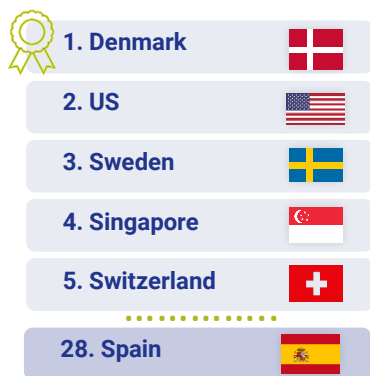 1. Denmark
2. US
3. Sweden
4. Singapore
5. Switzerland
28. Spain